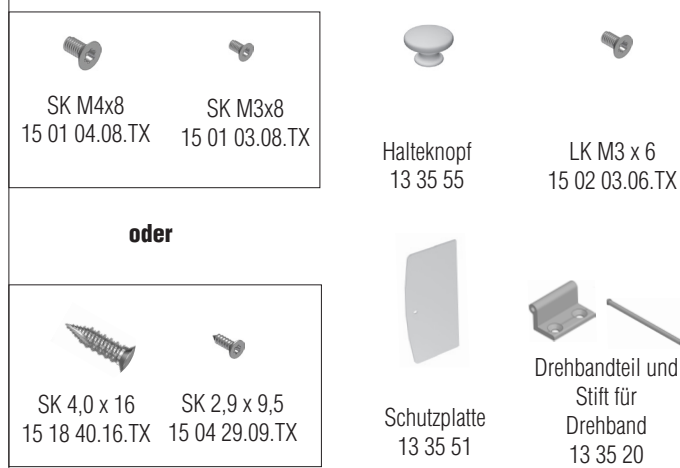 SK M4x8
15 01 04.08.TX
SK M3x8
15 01 03.08.TX
Halteknopf
13 35 55
LK M3 x 6
15 02 03.06.TX
oder
SK 4,0 x 16
15 18 40.16.TX
SK 2,9 x 9,5
15 04 29.09.TX
Schutzplatte
13 35 51
Drehbandteil und
Stift für
Drehband
13 35 20